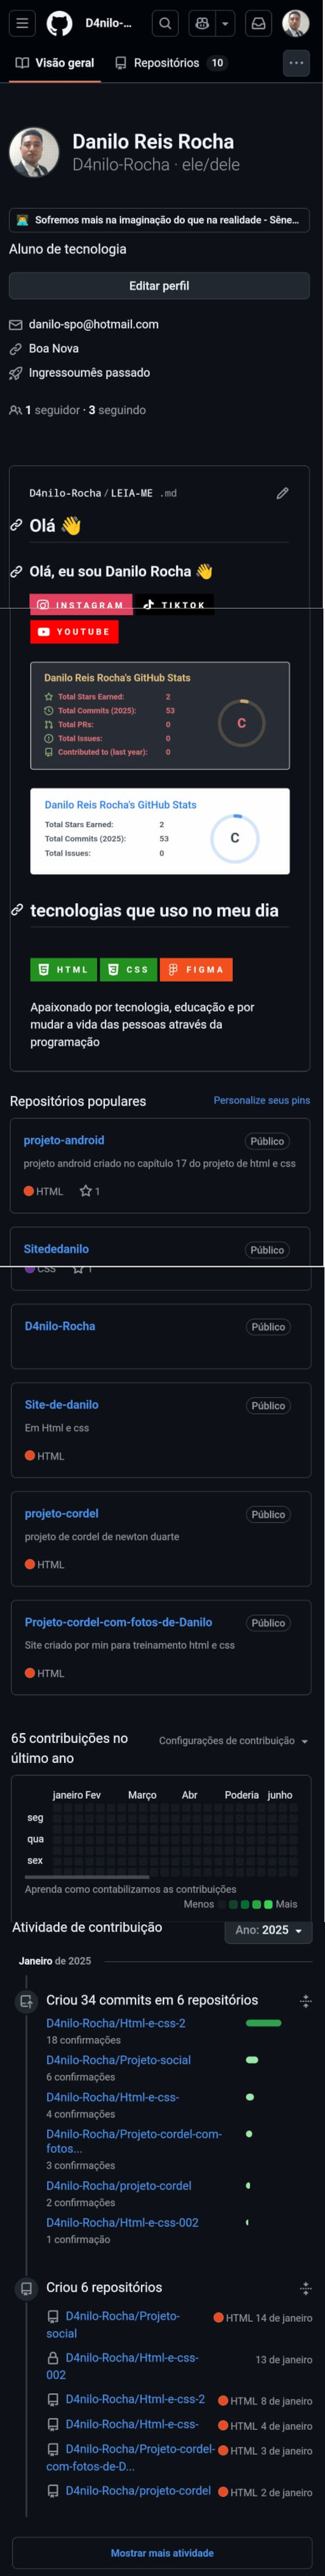 D4nilo-...
Visão geral
Repositórios 10
Danilo Reis Rocha
D4nilo-Rocha · ele/dele
Sofremos mais na imaginação do que na realidade - Sêne...
Aluno de tecnologia
Editar perfil
danilo-spo@hotmail.com
Boa Nova
Ingressoumês passado
1 seguidor · 3 seguindo
D4nilo-Rocha / LEIA-ME .md
Olá 👋
Olá, eu sou Danilo Rocha 👋
INSTAGRAM TIKTOK
YOUTUBE
Danilo Reis Rocha's GitHub Stats
Total Stars Earned: 2
Total Commits (2025): 53
Total PRs: 0
Total Issues: 0
Contributed to (last year): 0
C
Danilo Reis Rocha's GitHub Stats
Total Stars Earned: 2
Total Commits (2025): 53
Total Issues: 0
C
tecnologias que uso no meu dia
HTML CSS FIGMA
Apaixonado por tecnologia, educação e por
mudar a vida das pessoas através da
programação
Repositórios populares
Personalize seus pins
projeto-android Público
projeto android criado no capítulo 17 do projeto de html e css
HTML 1
Sitededanilo Público
CSS 1
D4nilo-Rocha Público
Site-de-danilo Público
Em Html e css
HTML
projeto-cordel Público
projeto de cordel de newton duarte
HTML
Projeto-cordel-com-fotos-de-Danilo Público
Site criado por min para treinamento html e css
HTML
65 contribuições no
último ano
Configurações de contribuição
janeiro Fev Março Abr Poderia junho
seg
qua
sex
Aprenda como contabilizamos as contribuições
Menos Mais
Atividade de contribuição
Ano: 2025
Janeiro de 2025
Criou 34 commits em 6 repositórios
D4nilo-Rocha/Html-e-css-2
18 confirmações
D4nilo-Rocha/Projeto-social
6 confirmações
D4nilo-Rocha/Html-e-css-
4 confirmações
D4nilo-Rocha/Projeto-cordel-com-
fotos...
3 confirmações
D4nilo-Rocha/projeto-cordel
2 confirmações
D4nilo-Rocha/Html-e-css-002
1 confirmação
Criou 6 repositórios
D4nilo-Rocha/Projeto- HTML 14 de janeiro
social
D4nilo-Rocha/Html-e-css- 13 de janeiro
002
D4nilo-Rocha/Html-e-css-2 HTML 8 de janeiro
D4nilo-Rocha/Html-e-css- HTML 4 de janeiro
D4nilo-Rocha/Projeto-cordel- HTML 3 de janeiro
com-fotos-de-D...
D4nilo-Rocha/projeto-cordel HTML 2 de janeiro
Mostrar mais atividade